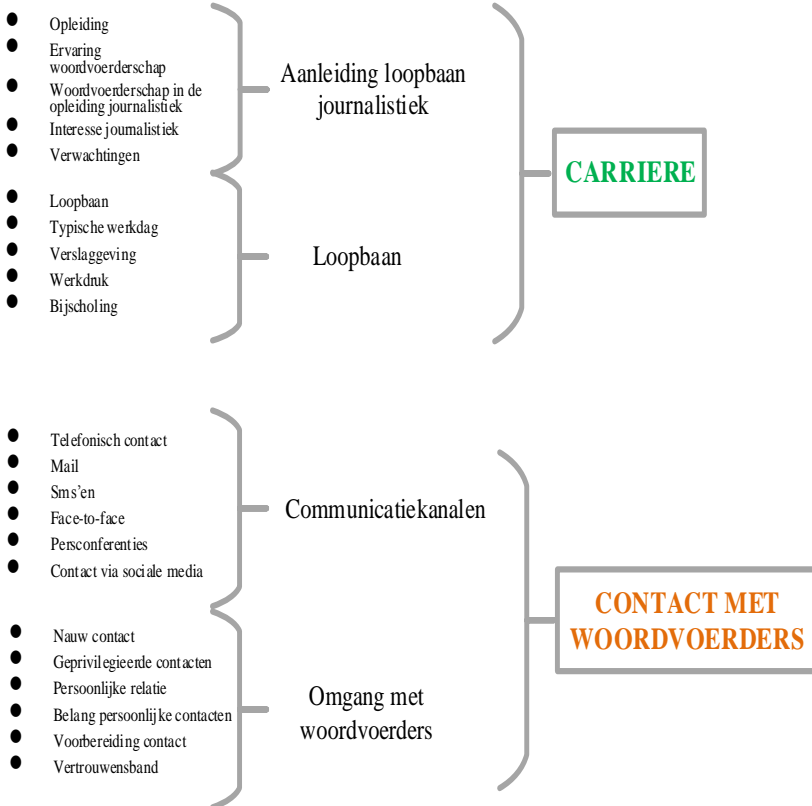 Opleiding
Ervaring
woordvoerderschap
Woordvoerderschap in de
opleiding journalistiek
Interesse journalistiek
Verwachtingen
Aanleiding loopbaan
journalistiek
Loopbaan
Typische werkdag
Verslaggeving
Werkdruk
Bijscholing
Loopbaan
CARRIERE
Telefonisch contact
Mail
Sms'en
Face-to-face
Persconferenties
Contact via sociale media
Communicatiekanalen
Nauw contact
Geprivilegieerde contacten
Persoonlijke relatie
Belang persoonlijke contacten
Voorbereiding contact
Vertrouwensband
Omgang met
woordvoerders
CONTACT MET
WOORDVOERDERS